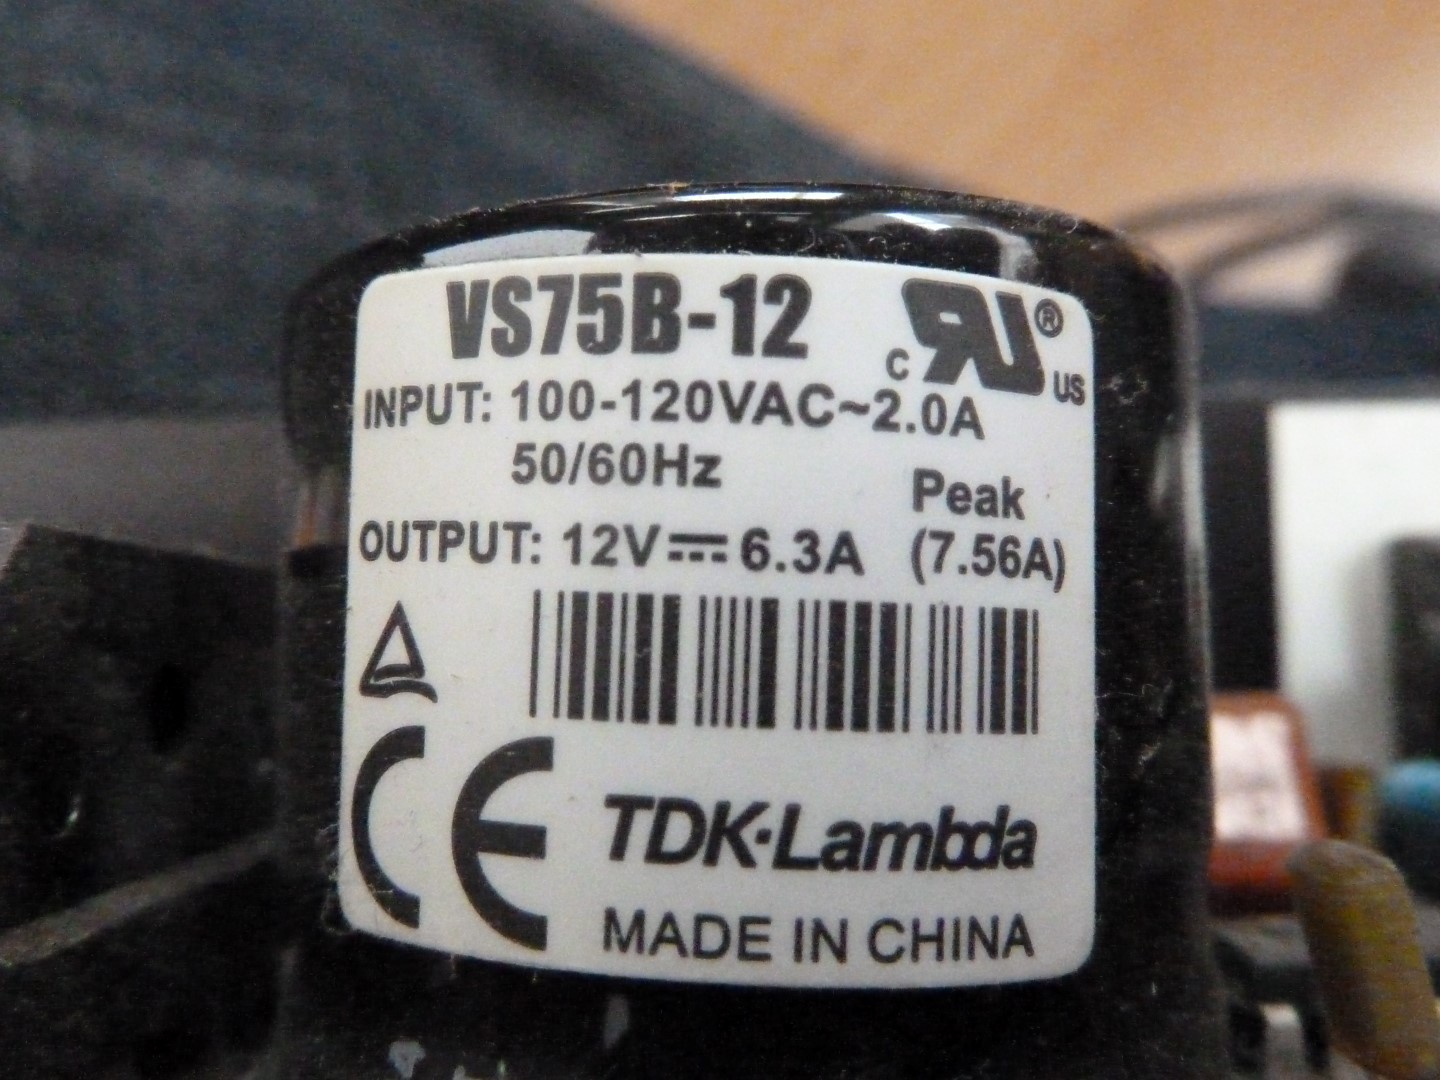 VS75B-12
C RU® US
INPUT: 100-120VAC~2.0A
50/60Hz
Peak
OUTPUT: 12V⎓6.3A (7.56A)
CE
TDK·Lambda
MADE IN CHINA